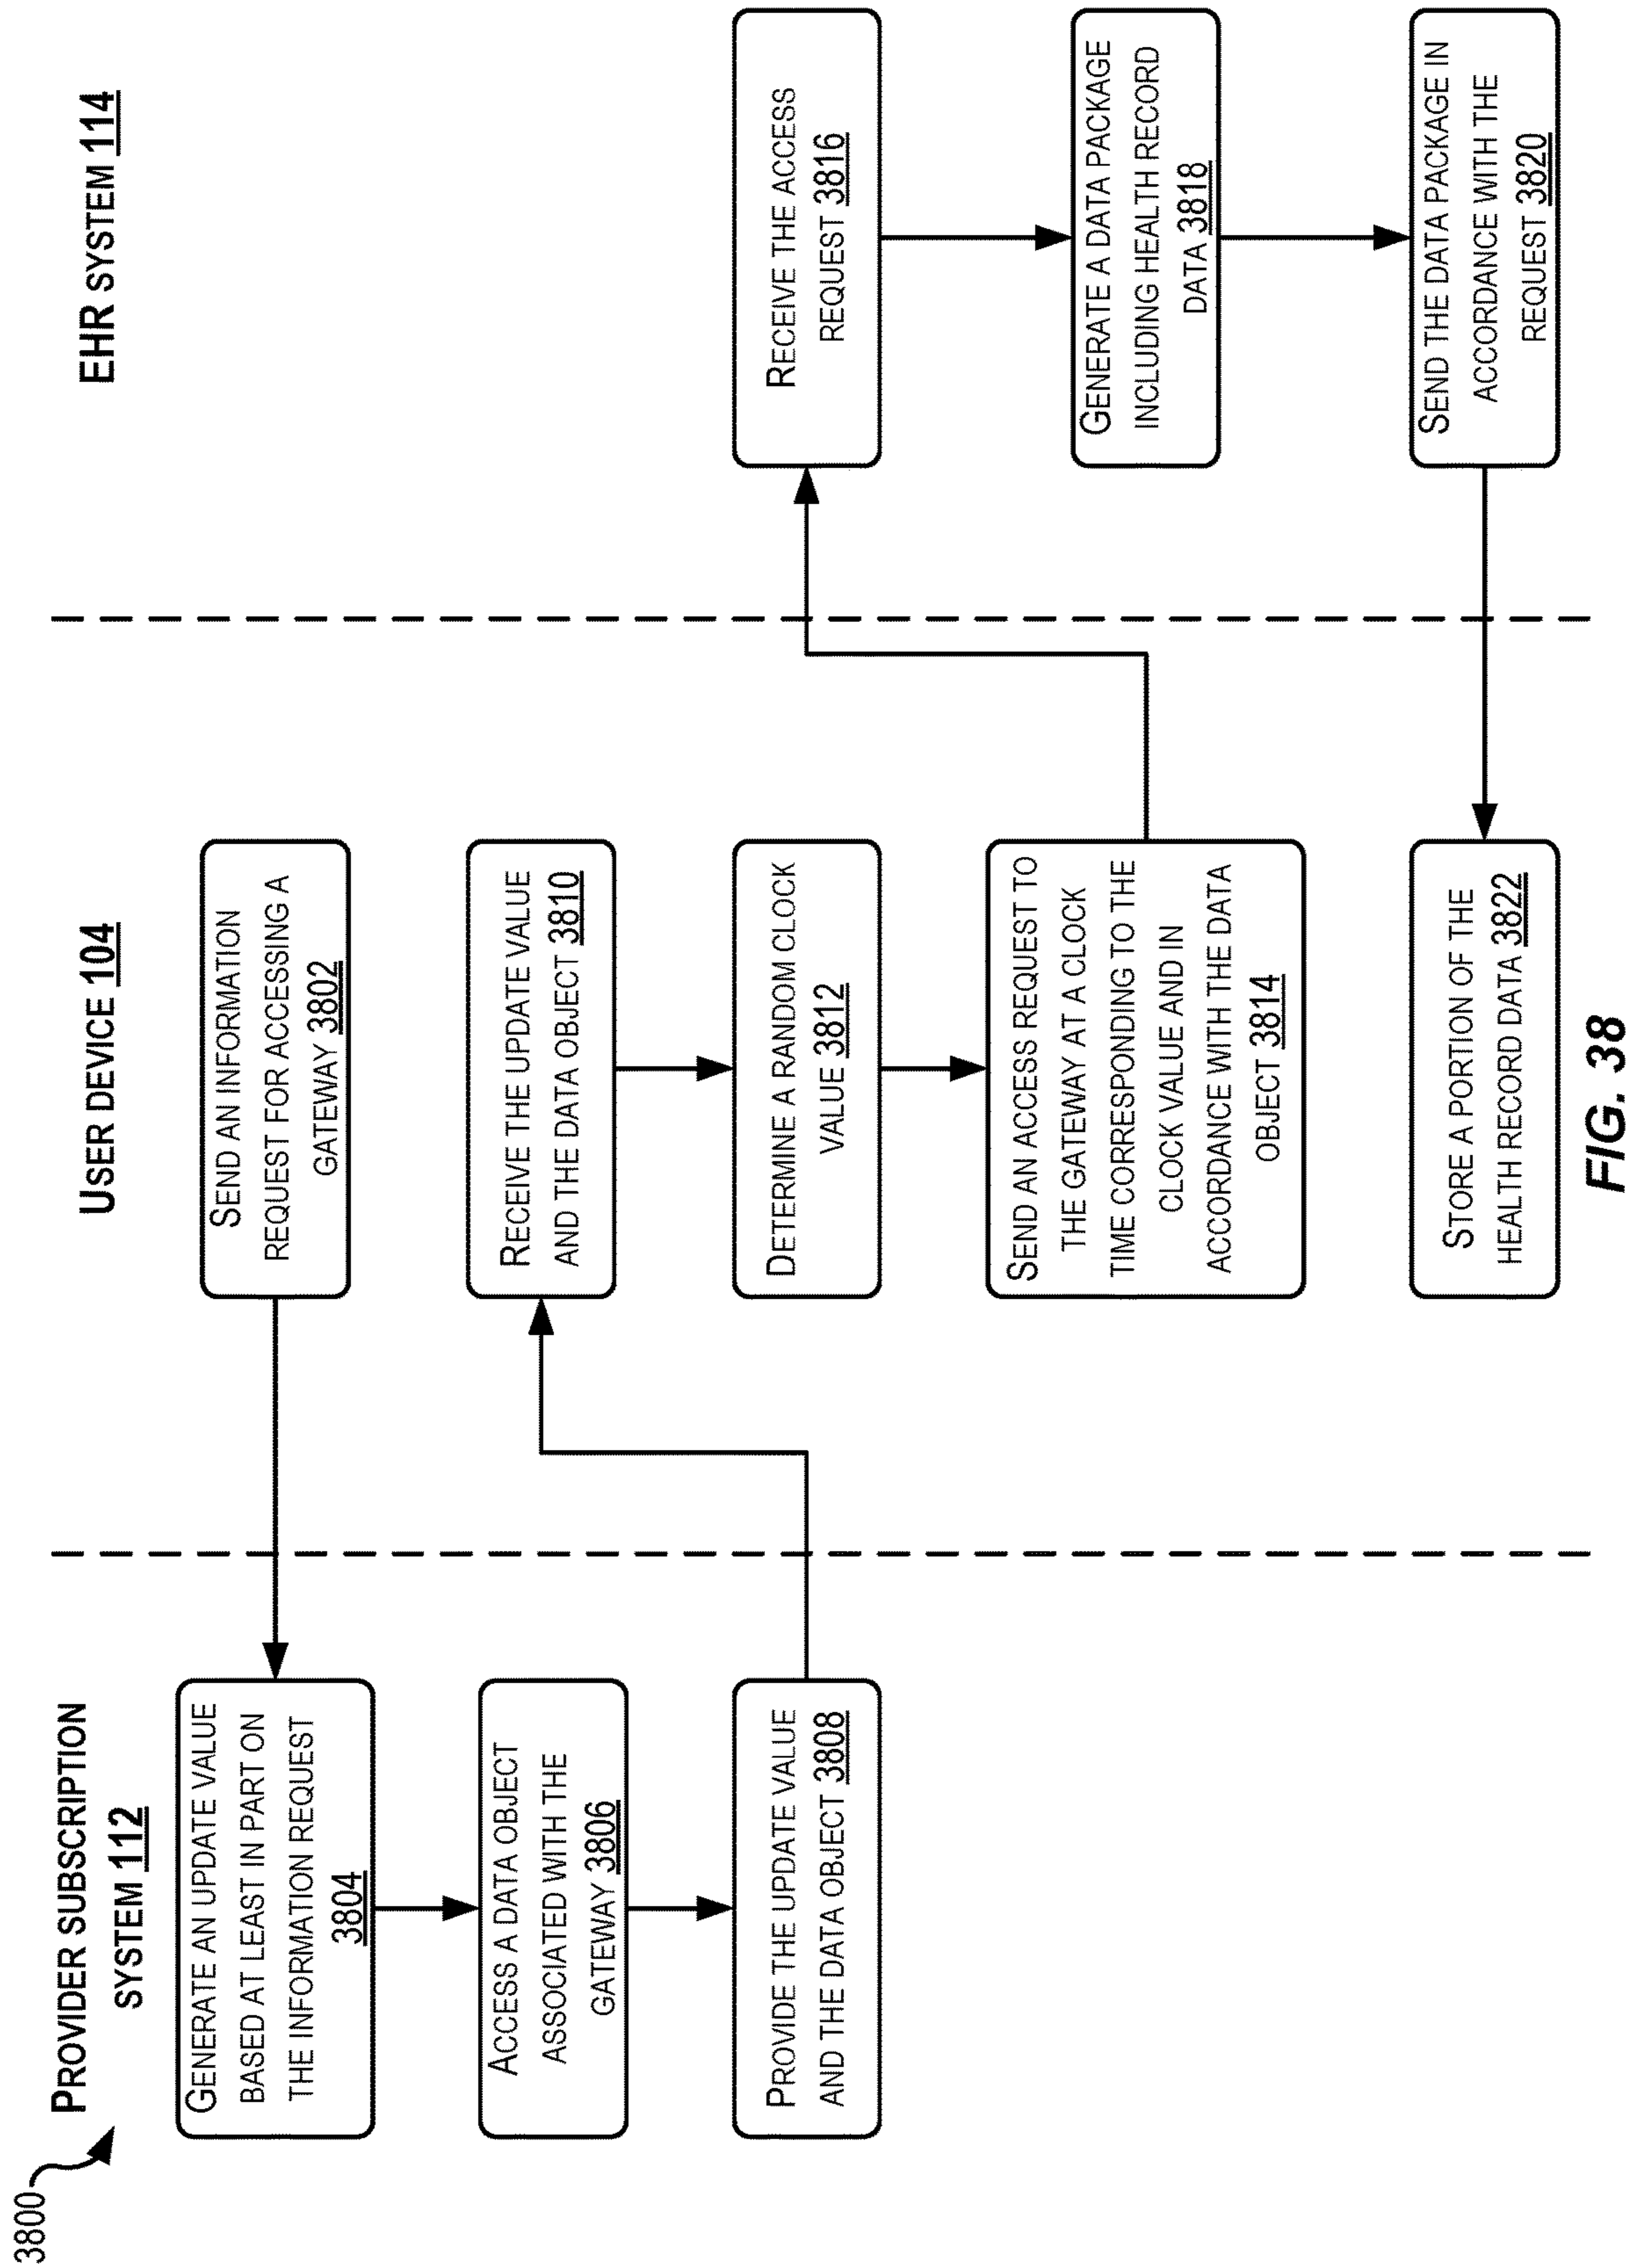 3800
PROVIDER SUBSCRIPTION
SYSTEM 112
USER DEVICE 104
EHR SYSTEM 114
SEND AN INFORMATION
REQUEST FOR ACCESSING A
GATEWAY 3802
GENERATE AN UPDATE VALUE
BASED AT LEAST IN PART ON
THE INFORMATION REQUEST
3804
ACCESS A DATA OBJECT
ASSOCIATED WITH THE
GATEWAY 3806
PROVIDE THE UPDATE VALUE
AND THE DATA OBJECT 3808
RECEIVE THE UPDATE VALUE
AND THE DATA OBJECT 3810
DETERMINE A RANDOM CLOCK
VALUE 3812
SEND AN ACCESS REQUEST TO
THE GATEWAY AT A CLOCK
TIME CORRESPONDING TO THE
CLOCK VALUE AND IN
ACCORDANCE WITH THE DATA
OBJECT 3814
RECEIVE THE ACCESS
REQUEST 3816
GENERATE A DATA PACKAGE
INCLUDING HEALTH RECORD
DATA 3818
SEND THE DATA PACKAGE IN
ACCORDANCE WITH THE
REQUEST 3820
STORE A PORTION OF THE
HEALTH RECORD DATA 3822
FIG. 38